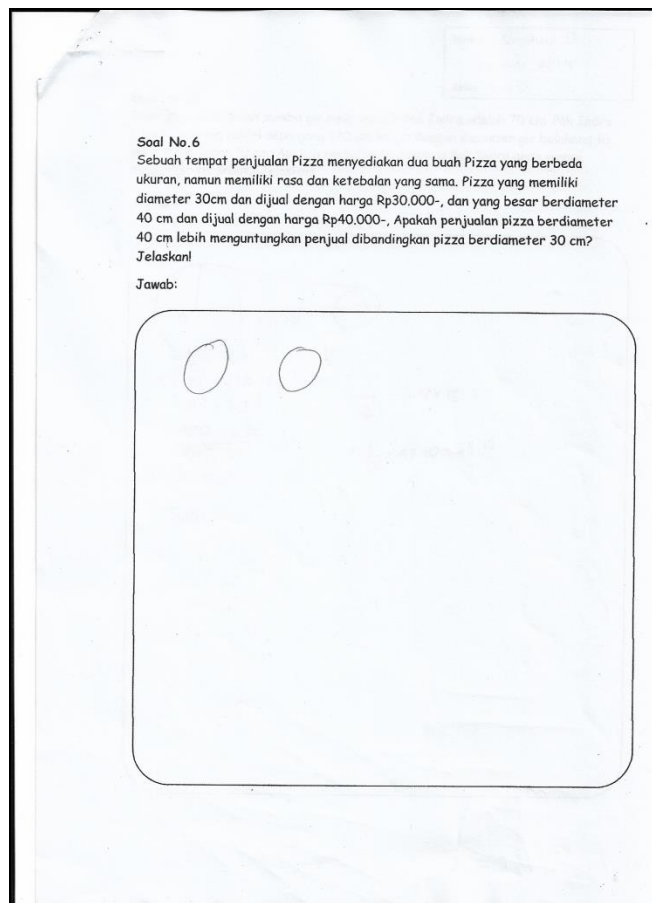 Soal No.6
Sebuah tempat penjualan Pizza menyediakan dua buah Pizza yang berbeda
ukuran, namun memiliki rasa dan ketebalan yang sama. Pizza yang memiliki
diameter 30cm dan dijual dengan harga Rp30.000-, dan yang besar berdiameter
40 cm dan dijual dengan harga Rp40.000-, Apakah penjualan pizza berdiameter
40 cm lebih menguntungkan penjual dibandingkan pizza berdiameter 30 cm?
Jelaskan!
Jawab: